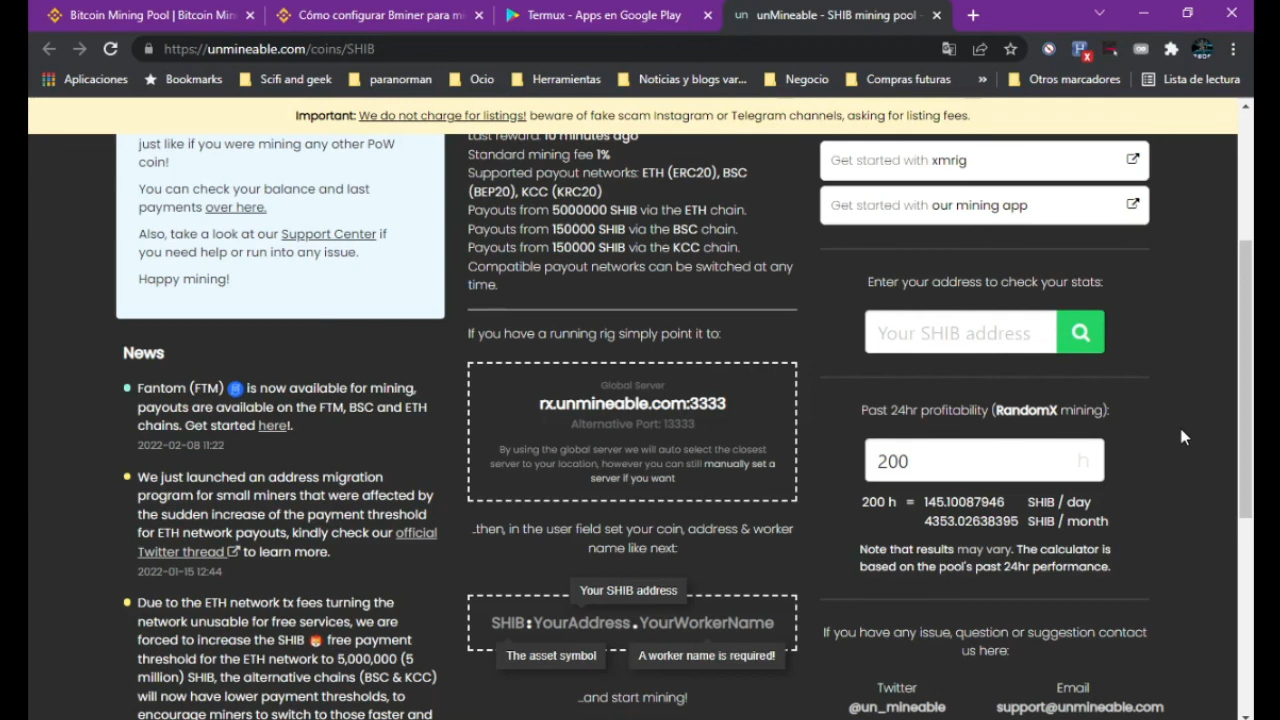 Bitcoin Mining Pool | Bitcoin Min
Cómo configurar Bminer para mi
Termux - Apps en Google Play
unMineable - SHIB mining pool -
https://unmineable.com/coins/SHIB
Aplicaciones
Bookmarks
Scifi and geek
paranorman
Ocio
Herramientas
Noticias y blogs var...
Negocio
Compras futuras
»
Otros marcadores
Lista de lectura
Important: We do not charge for listings! beware of fake scam Instagram or Telegram channels, asking for listing fees.
just like if you were mining any other PoW
coin!
You can check your balance and last
payments over here.
Also, take a look at our Support Center if
you need help or run into any issue.
Happy mining!
News
Fantom (FTM) is now available for mining,
payouts are available on the FTM, BSC and ETH
chains. Get started here!.
2022-02-08 11:22
We just launched an address migration
program for small miners that were affected by
the sudden increase of the payment threshold
for ETH network payouts, kindly check our official
Twitter thread to learn more.
2022-01-15 12:44
Due to the ETH network tx fees turning the
network unusable for free services, we are
forced to increase the SHIB free payment
threshold for the ETH network to 5,000,000 (5
million) SHIB, the alternative chains (BSC & KCC)
will now have lower payment thresholds, to
encourage miners to switch to those faster and
Last reward: 10 minutes ago
Standard mining fee 1%
Supported payout networks: ETH (ERC20), BSC
(BEP20), KCC (KRC20)
Payouts from 5000000 SHIB via the ETH chain.
Payouts from 150000 SHIB via the BSC chain.
Payouts from 150000 SHIB via the KCC chain.
Compatible payout networks can be switched at any
time.
If you have a running rig simply point it to:
Global Server
rx.unmineable.com:3333
Alternative Port: 13333
By using the global server we will auto select the closest
server to your location, however you can still manually set a
server if you want
..then, in the user field set your coin, address & worker
name like next:
Your SHIB address
SHIB:YourAddress.YourWorkerName
The asset symbol
A worker name is required!
..and start mining!
Get started with xmrig
Get started with our mining app
Enter your address to check your stats:
Your SHIB address
Past 24hr profitability (RandomX mining):
200 h
200 h = 145.10087946 SHIB / day
4353.02638395 SHIB / month
Note that results may vary. The calculator is
based on the pool's past 24hr performance.
If you have any issue, question or suggestion contact
us here:
Twitter
@un_mineable
Email
support@unmineable.com